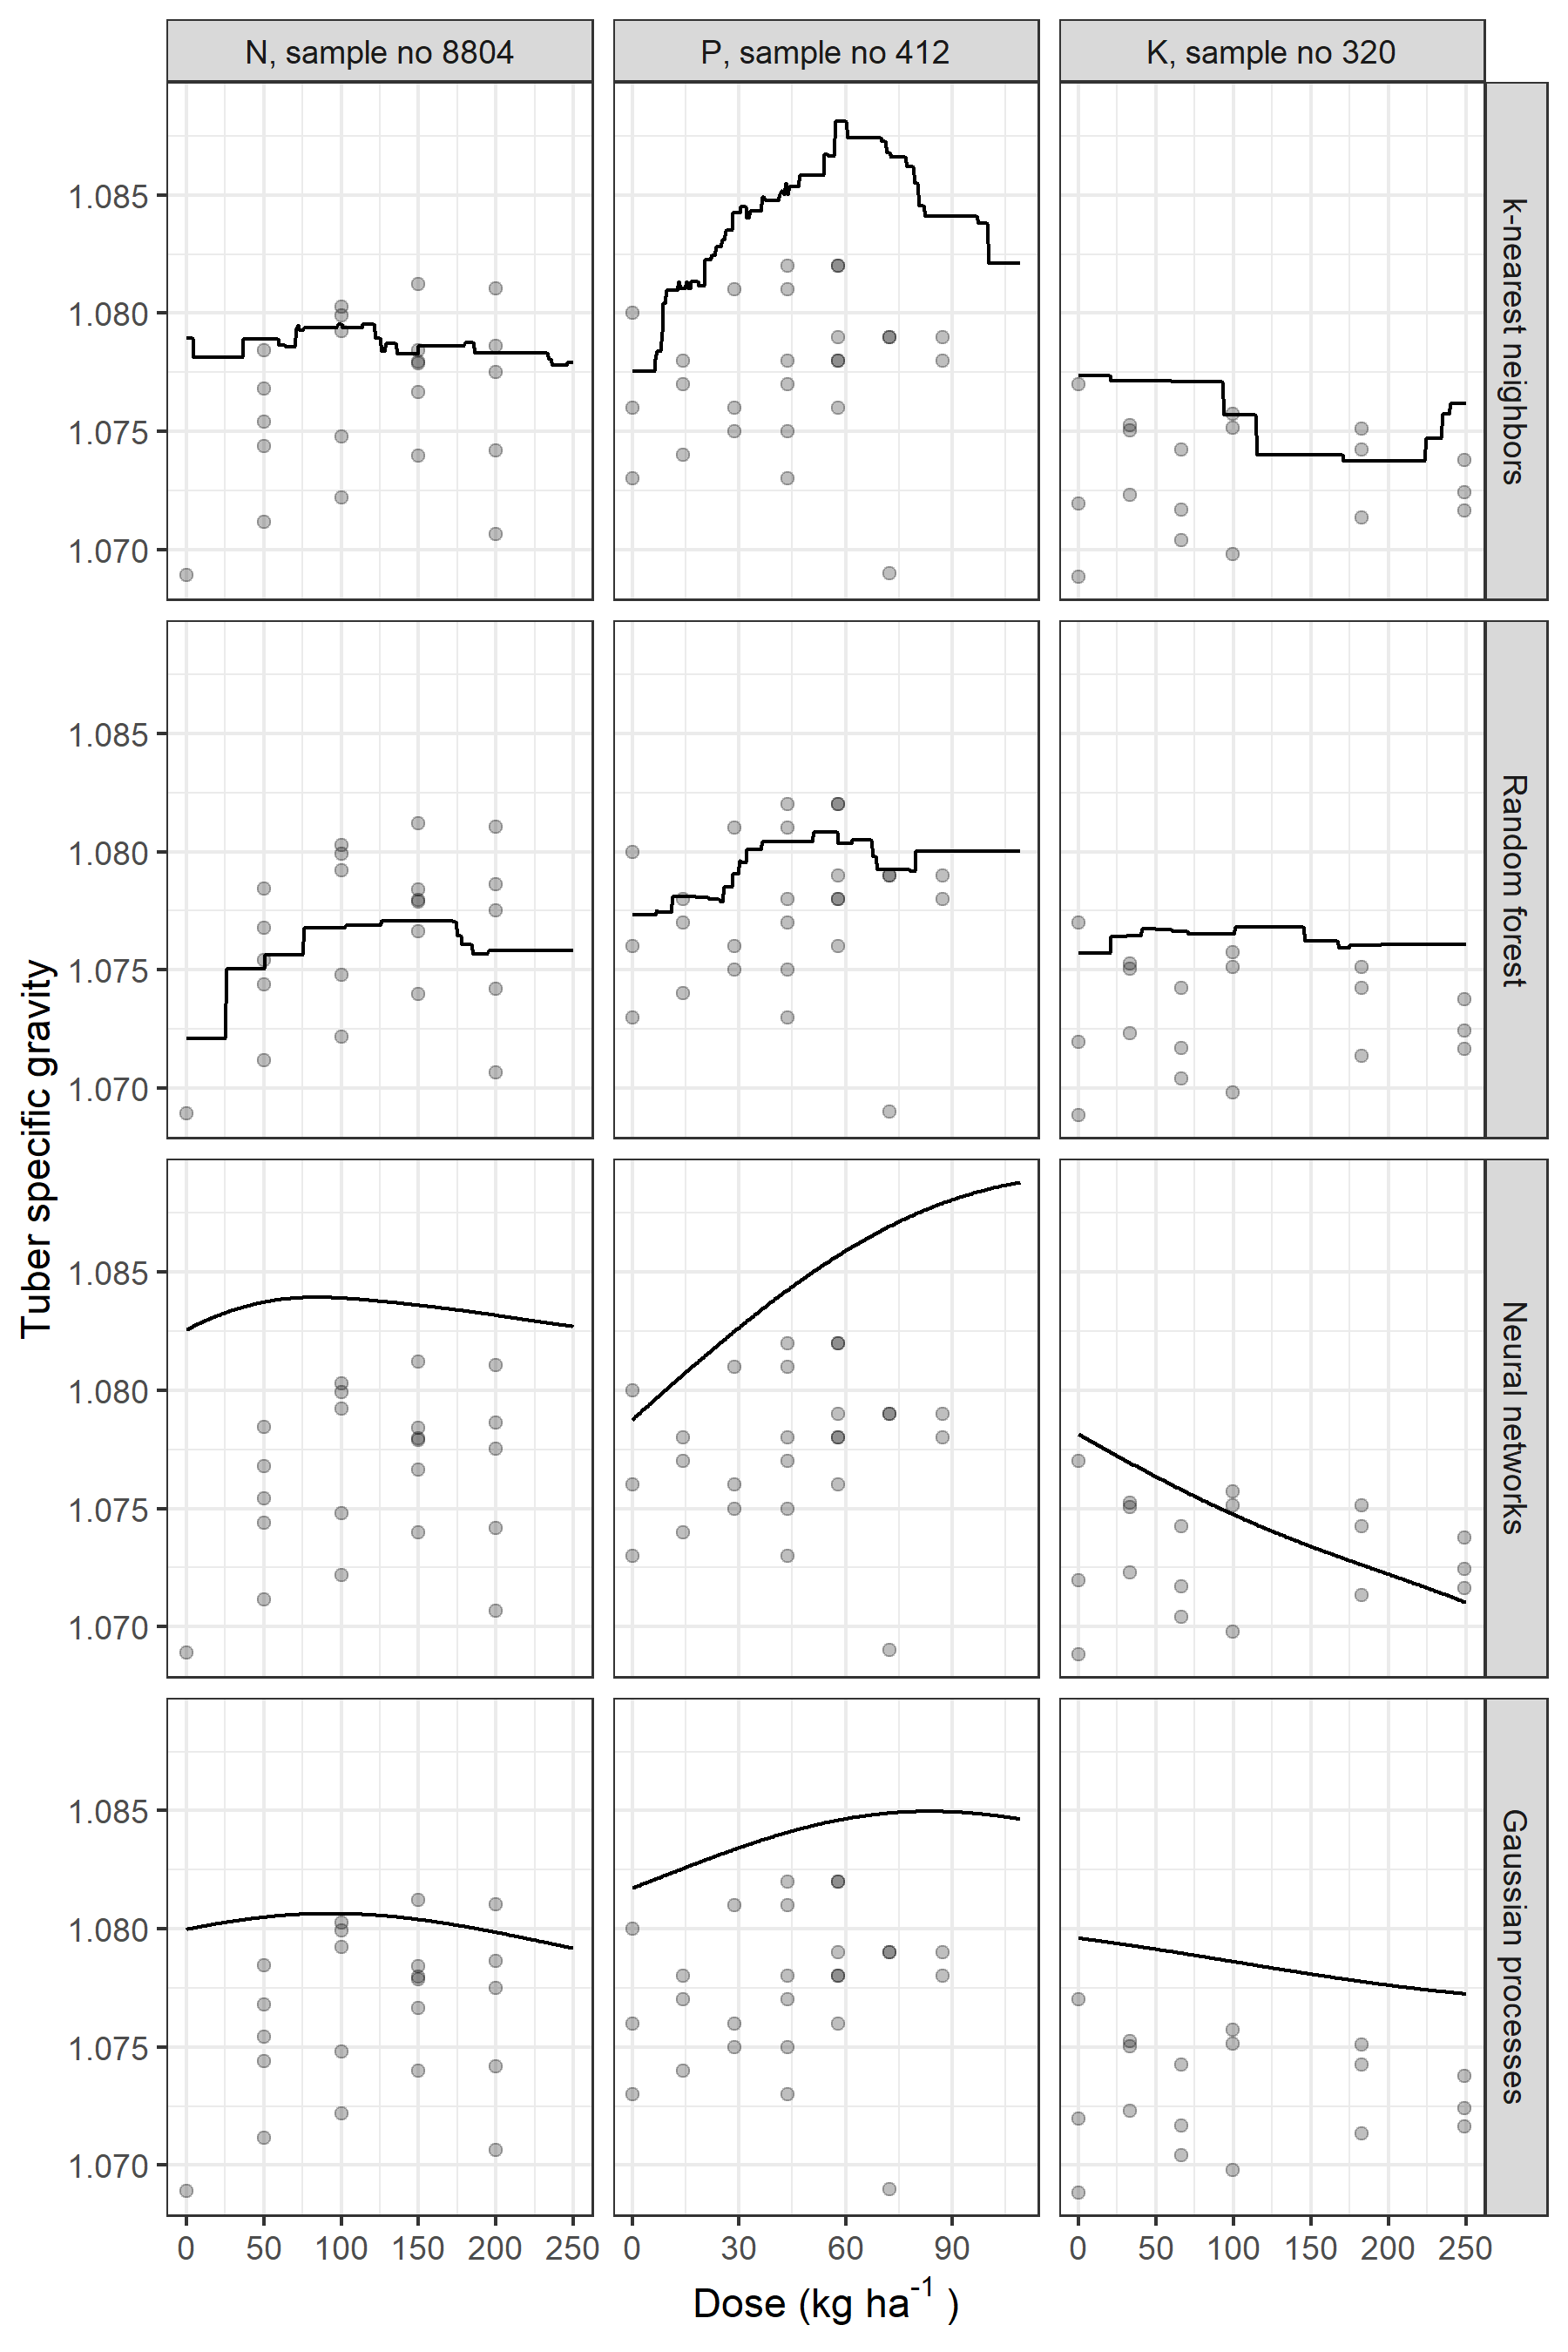 N, sample no 8804
P, sample no 412
K, sample no 320
1.085
1.080
1.075
1.070
k-nearest neighbors
1.085
1.080
1.075
1.070
Random forest
1.085
1.080
1.075
1.070
Neural networks
1.085
1.080
1.075
1.070
Gaussian processes
Tuber specific gravity
0 50 100 150 200 250
0 30 60 90
0 50 100 150 200 250
Dose (kg ha⁻¹ )